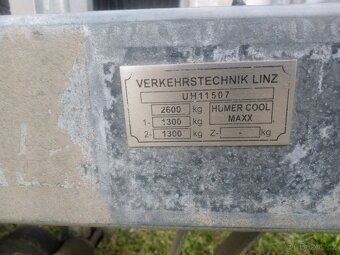 VERKEHRSTECHNIK LINZ
UH11507
2600 kg HUMER COOL
1- 1300 kg MAXX
2- 1300 kg Z- - kg